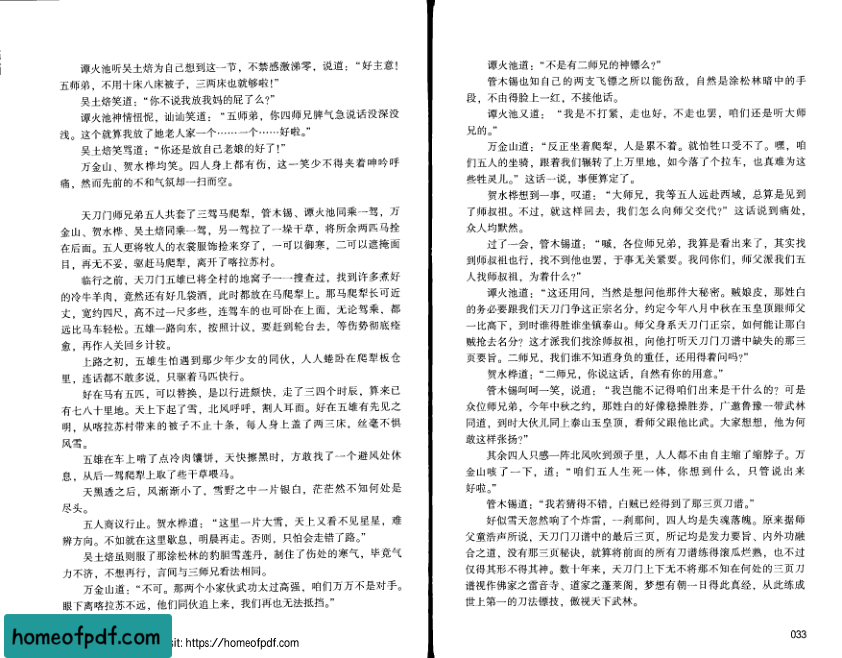 谭火池听吴土焙为自己想到这一节，不禁感激涕零，说道：“好主意！
五师弟，不用十床八床被子，三两床也就够啦！”
吴土焙笑道：“你不说我放我妈的屁了么？”
谭火池神情忸怩，讪讪笑道：“五师弟，你四师兄脾气急说话没深没
浅。这个就算我放了她老人家一个……一个……好啦。”
吴土焙笑骂道：“你还是放自己老娘的好了！”
万金山、贺水桦均笑。四人身上都有伤，这一笑少不得夹着呻吟呼
痛，然而先前的不和气氛却一扫而空。
天刀门师兄弟五人共套了三驾马爬犁，管木锡、谭火池同乘一驾，万
金山、贺水桦、吴土焙同乘一驾，另一驾拉了一垛干草，将所余两匹马拴
在后面。五人更将牧人的衣裳服饰捡来穿了，一可以御寒，二可以遮掩面
目，再无不妥，驱赶马爬犁，离开了喀拉苏村。
临行之前，天刀门五雄已将全村的地窝子一一搜查过，找到许多煮好
的冷牛羊肉，竟然还有好几袋酒，此时都放在马爬犁上。那马爬犁长可近
丈，宽约四尺，高不过一尺多些，连驾车的也可卧在上面，无论驾乘，都
远比马车轻松。五雄一路向东，按照计议，要赶到轮台去，等伤势彻底痊
愈，再作入关回乡计较。
上路之初，五雄生怕遇到那少年少女的同伙，人人蜷卧在爬犁板仓
里，连话都不敢多说，只驱着马匹快行。
好在马有五匹，可以替换，是以行进颇快，走了三四个时辰，算来已
有七八十里地。天上下起了雪，北风呼呼，割人耳面。好在五雄有先见之
明，从喀拉苏村带来的被子不止十条，每人身上盖了两三床，丝毫不惧
风雪。
五雄在车上啃了点冷肉馕饼，天快擦黑时，方敢找了一个避风处休
息，从后一驾爬犁上取了些干草喂马。
天黑透之后，风渐渐小了，雪野之中一片银白，茫茫然不知何处是
尽头。
五人商议行止。贺水桦道：“这里一片大雪，天上又看不见星星，难
辨方向。不如就在这里歇息，明晨再走。否则，只怕会走错了路。”
吴土焙虽则服了那涂松林的豹胆雪莲丹，制住了伤处的寒气，毕竟气
力不济，不想再行，言间与三师兄看法相同。
万金山道：“不可。那两个小家伙武功太过高强，咱们万万不是对手。
眼下离喀拉苏不远，他们同伙追上来，我们再也无法抵挡。”
homeofpdf.com
sit: https://homeofpdf.com
谭火池道：“不是有二师兄的神镖么？”
管木锡也知自己的两支飞镖之所以能伤敌，自然是涂松林暗中的手
段，不由得脸上一红，不接他话。
谭火池又道：“我是不打紧，走也好，不走也罢，咱们还是听大师
兄的。”
万金山道：“反正坐着爬犁，人是累不着。就怕牲口受不了。嘿，咱
们五人的坐骑，跟着我们辗转了上万里地，如今落了个拉车，也真难为这
些牲灵儿。”这话一说，事便算定了。
贺水桦想到一事，叹道：“大师兄，我等五人远赴西域，总算是见到
了师叔祖。不过，就这样回去，我们怎么向师父交代？”这话说到痛处，
众人均默然。
过了一会，管木锡道：“喊，各位师兄弟，我算是看出来了，其实找
到师叔祖也行，找不到他也罢，于事无关紧要。我问你们，师父派我们五
人找师叔祖，为着什么？”
谭火池道：“这还用问，当然是想问他那件大秘密。贼娘皮，那姓白
的务必要跟我们天刀门争这正宗名分，约定今年八月中秋在玉皇顶跟师父
一比高下，到时谁得胜谁坐镇泰山。师父身系天刀门正宗，如何能让那白
贼抢去名分？这才派我们找涂师叔祖，向他打听天刀门刀谱中缺失的那三
页要旨。二师兄，我们谁不知道身负的重任，还用得着问吗？”
贺水桦道：“二师兄，你说这话，自然有你的用意。”
管木锡呵呵一笑，说道：“我岂能不记得咱们出来是干什么的？可是
众位师兄弟，今年中秋之约，那姓白的好像稳操胜券，广邀鲁豫一带武林
同道，到时大伙儿同上泰山玉皇顶，看师父跟他比武。大家想想，他为何
敢这样张扬？”
其余四人只感一阵北风吹到颈子里，人人都不由自主缩了缩脖子。万
金山咳了一下，道：“咱们五人生死一体，你想到什么，只管说出来
好啦。”
管木锡道：“我若猜得不错，白贼已经得到了那三页刀谱。”
好似雪天忽然响了个炸雷，一刹那间，四人均是失魂落魄。原来据师
父童浩声所说，天刀门刀谱中的最后三页，所记均是发力要旨、内外功融
合之道，没有那三页秘诀，就算将前面的所有刀谱练得滚瓜烂熟，也不过
仅得其形不得其神。数十年来，天刀门上下无不将那不知在何处的三页刀
谱视作佛家之雷音寺、道家之蓬莱阁，梦想有朝一日得此真经，从此练成
世上第一的刀法镖技，傲视天下武林。
033